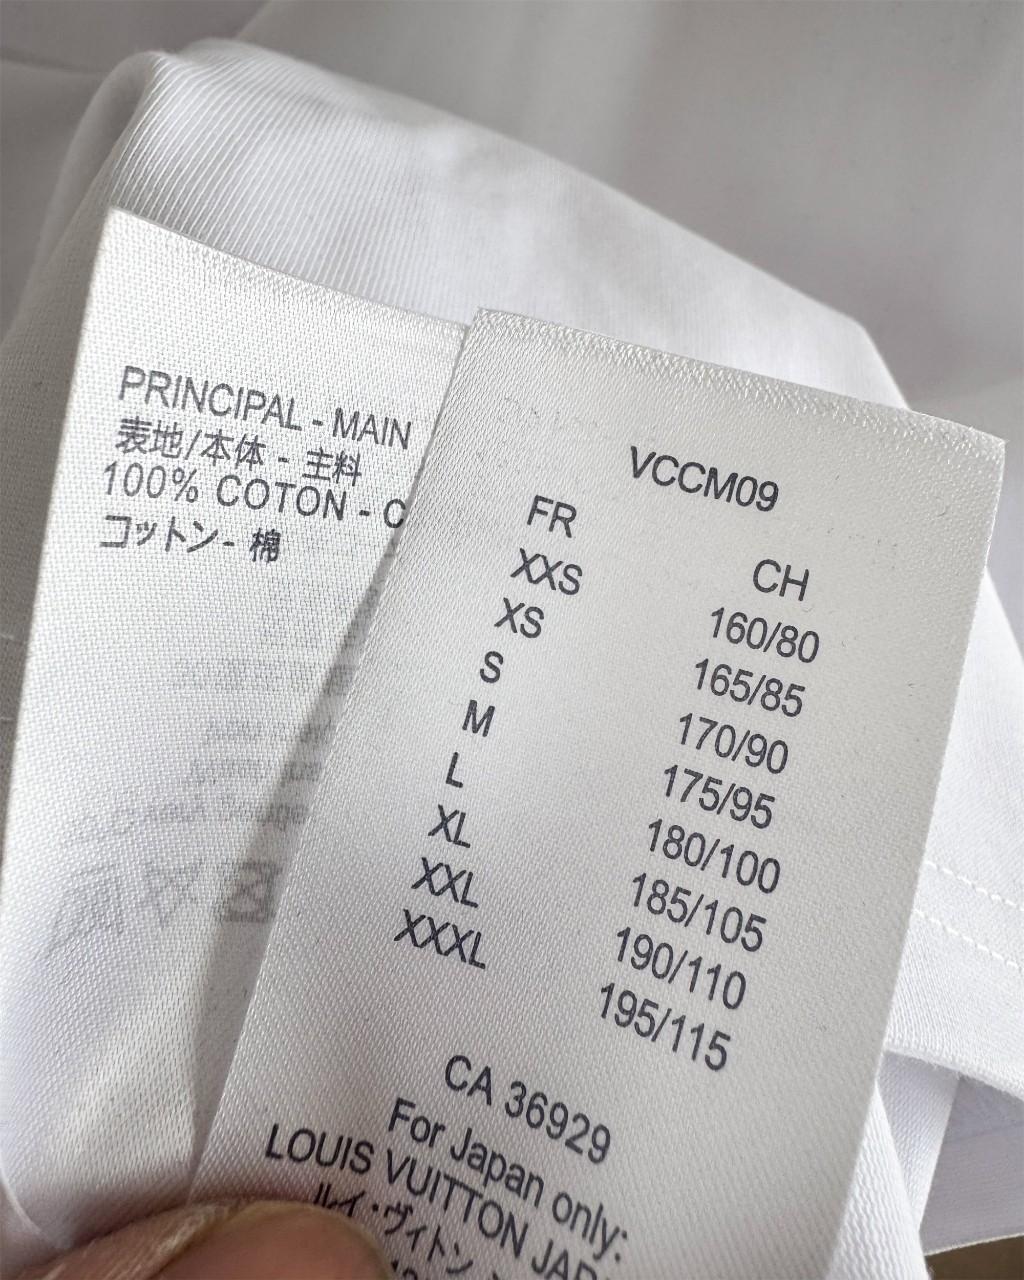 PRINCIPAL - MAIN
表地/本体 - 主料
100% COTON - C
コットン - 棉
VCCM09
FR CH
XXS 160/80
XS 165/85
S 170/90
M 175/95
L 180/100
XL 185/105
XXL 190/110
XXXL 195/115
CA 36929
For Japan only:
LOUIS VUITTON JAPA
ルイ・ヴィトン